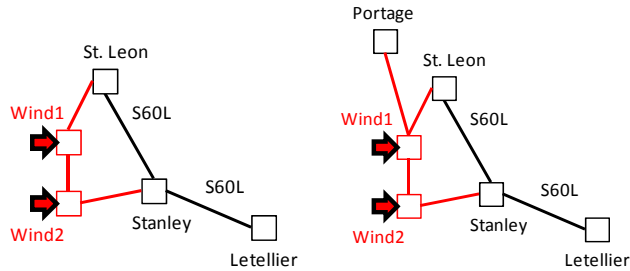 St. Leon
Wind1
S60L
S60L
Wind2
Stanley
Letellier
Portage
St. Leon
Wind1
S60L
S60L
Wind2
Stanley
Letellier